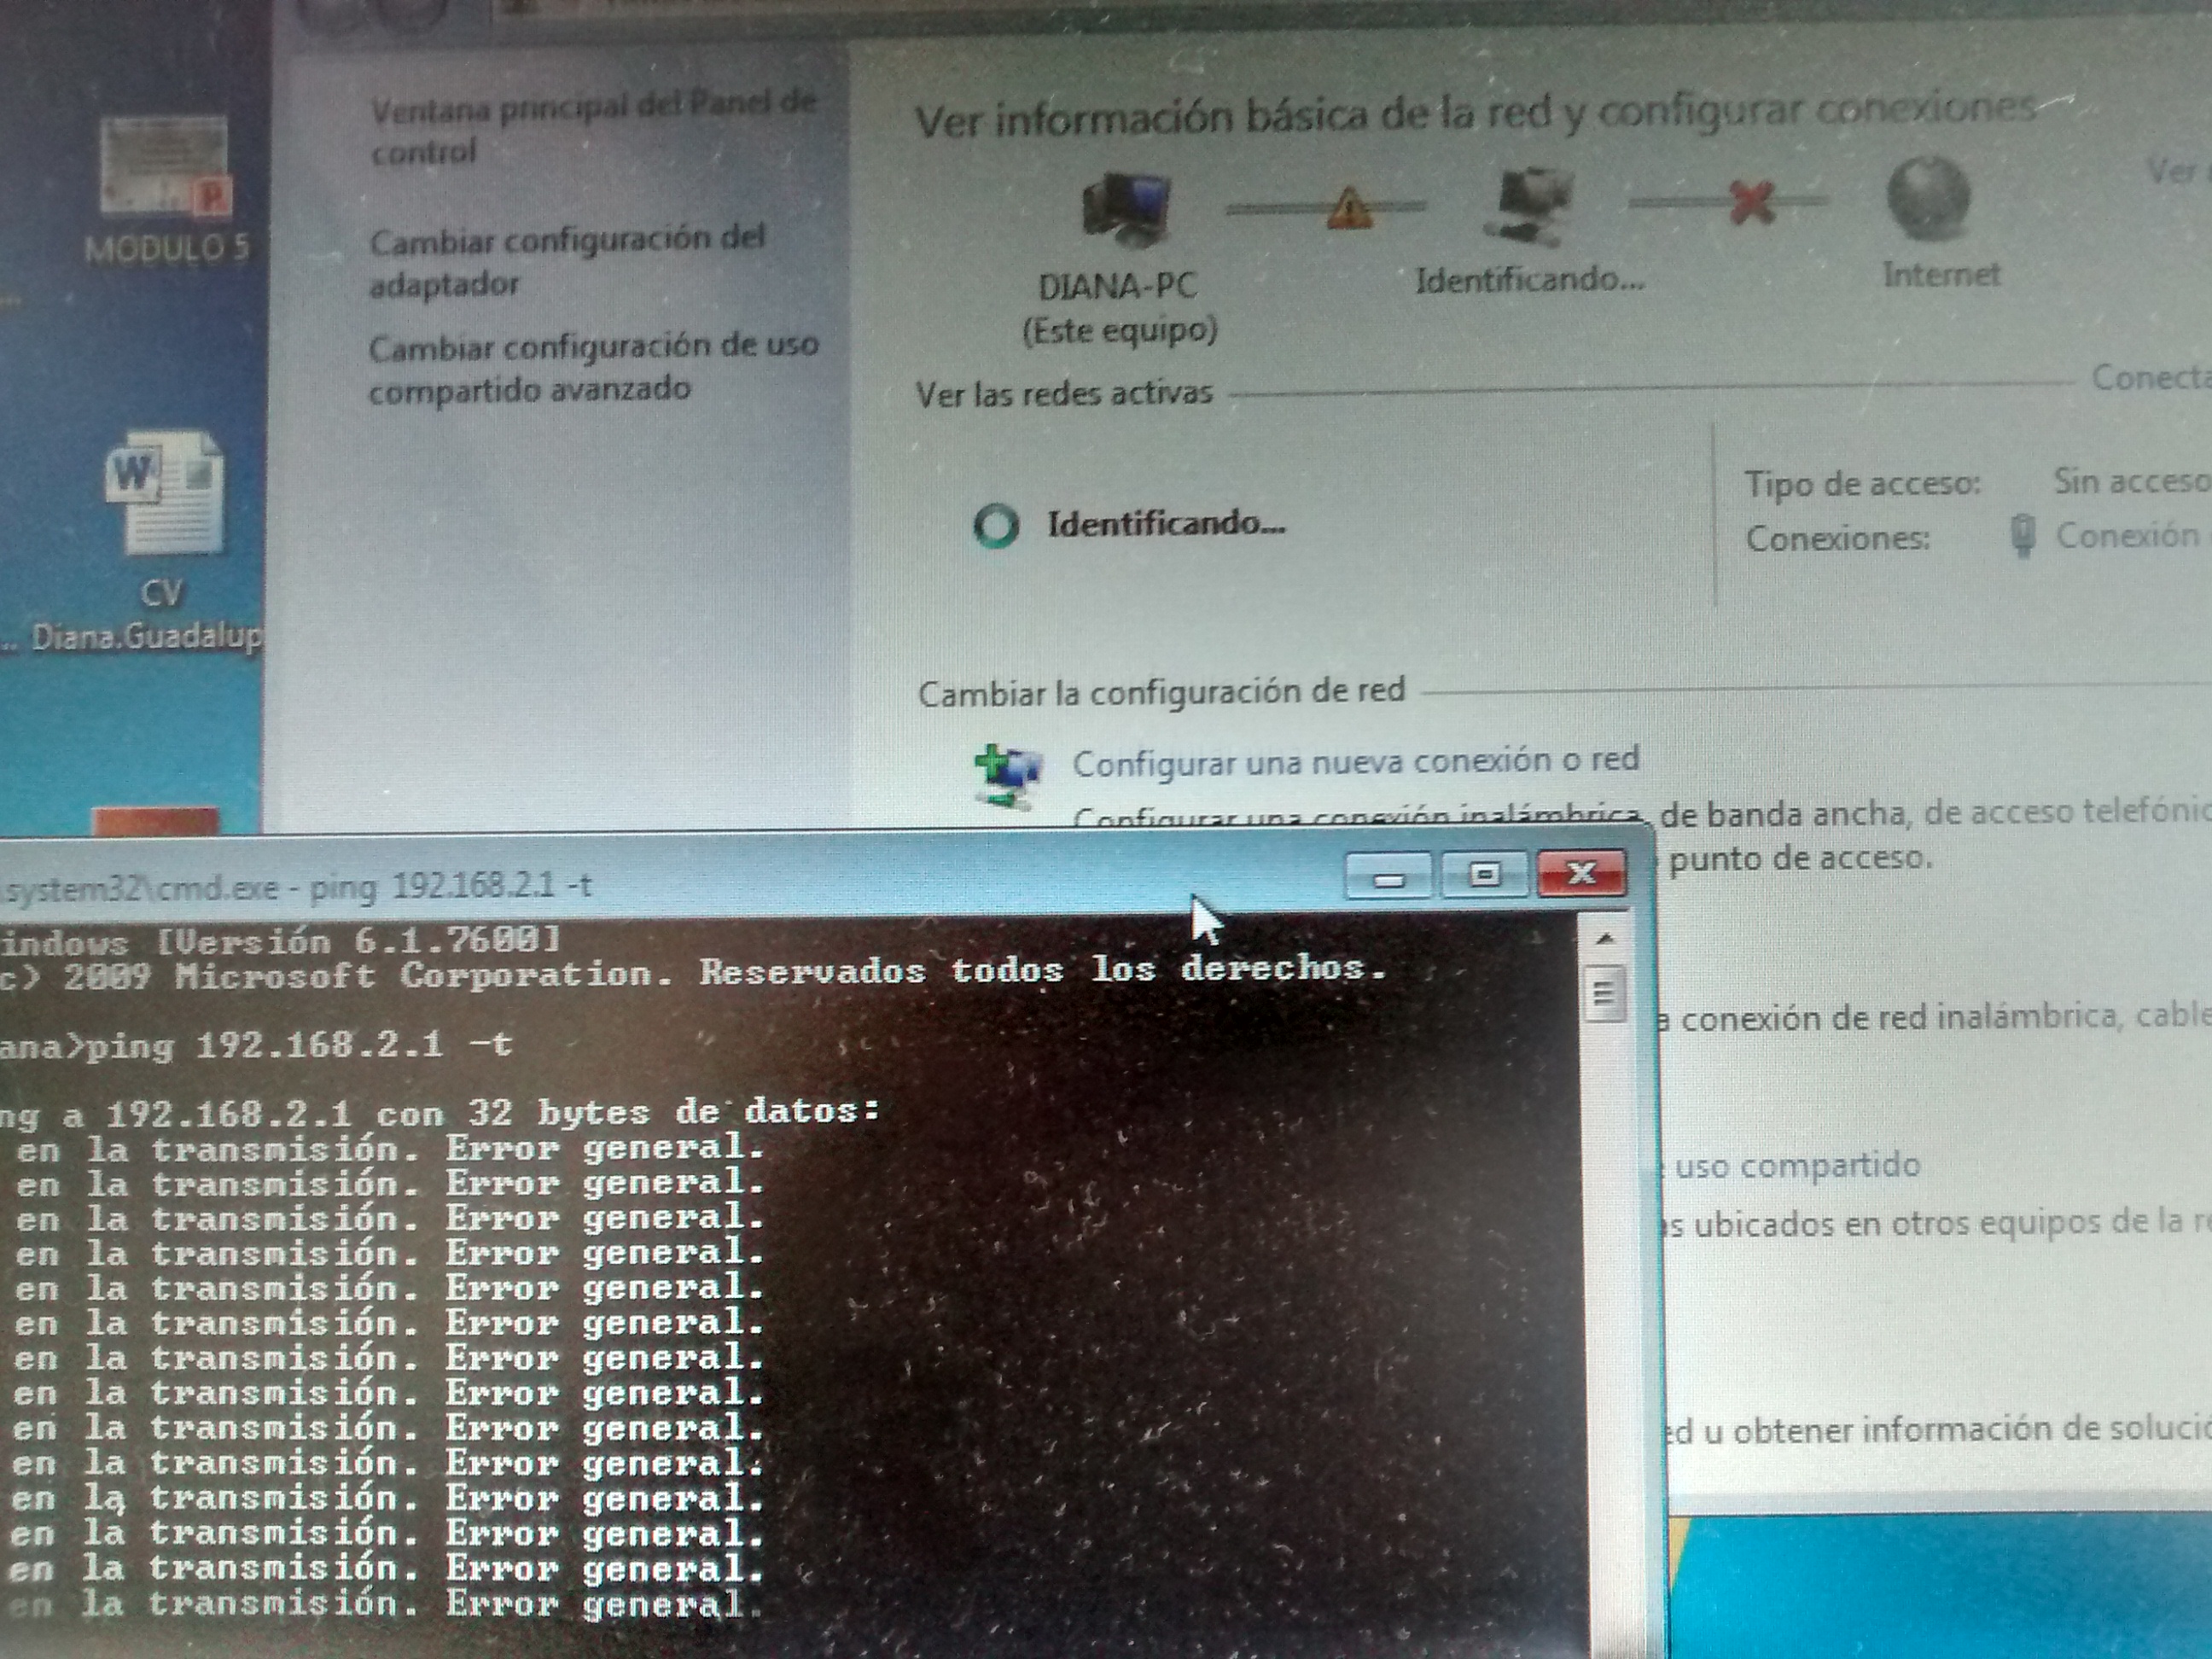 MODULO 5
CV
... Diana.Guadalup
Ventana principal del Panel de
control
Cambiar configuración del
adaptador
Cambiar configuración de uso
compartido avanzado
Ver información básica de la red y configurar conexiones
Ver
DIANA-PC
(Este equipo)
Identificando...
Internet
Ver las redes activas
Conecta
Identificando...
Tipo de acceso: Sin acceso
Conexiones: Conexión
Cambiar la configuración de red
Configurar una nueva conexión o red
Configurar una conexión inalámbrica, de banda ancha, de acceso telefónic
punto de acceso.
a conexión de red inalámbrica, cable
uso compartido
s ubicados en otros equipos de la r
ed u obtener información de solució
\system32\cmd.exe - ping 192.168.2.1 -t
indows [Versión 6.1.7600]
c) 2009 Microsoft Corporation. Reservados todos los derechos.
ana>ping 192.168.2.1 -t
ng a 192.168.2.1 con 32 bytes de datos:
en la transmisión. Error general.
en la transmisión. Error general.
en la transmisión. Error general.
en la transmisión. Error general.
en la transmisión. Error general.
en la transmisión. Error general.
en la transmisión. Error general.
en la transmisión. Error general.
en la transmisión. Error general.
en la transmisión. Error general.
en la transmisión. Error general.
en la transmisión. Error general.
en la transmisión. Error general.
en la transmisión. Error general.